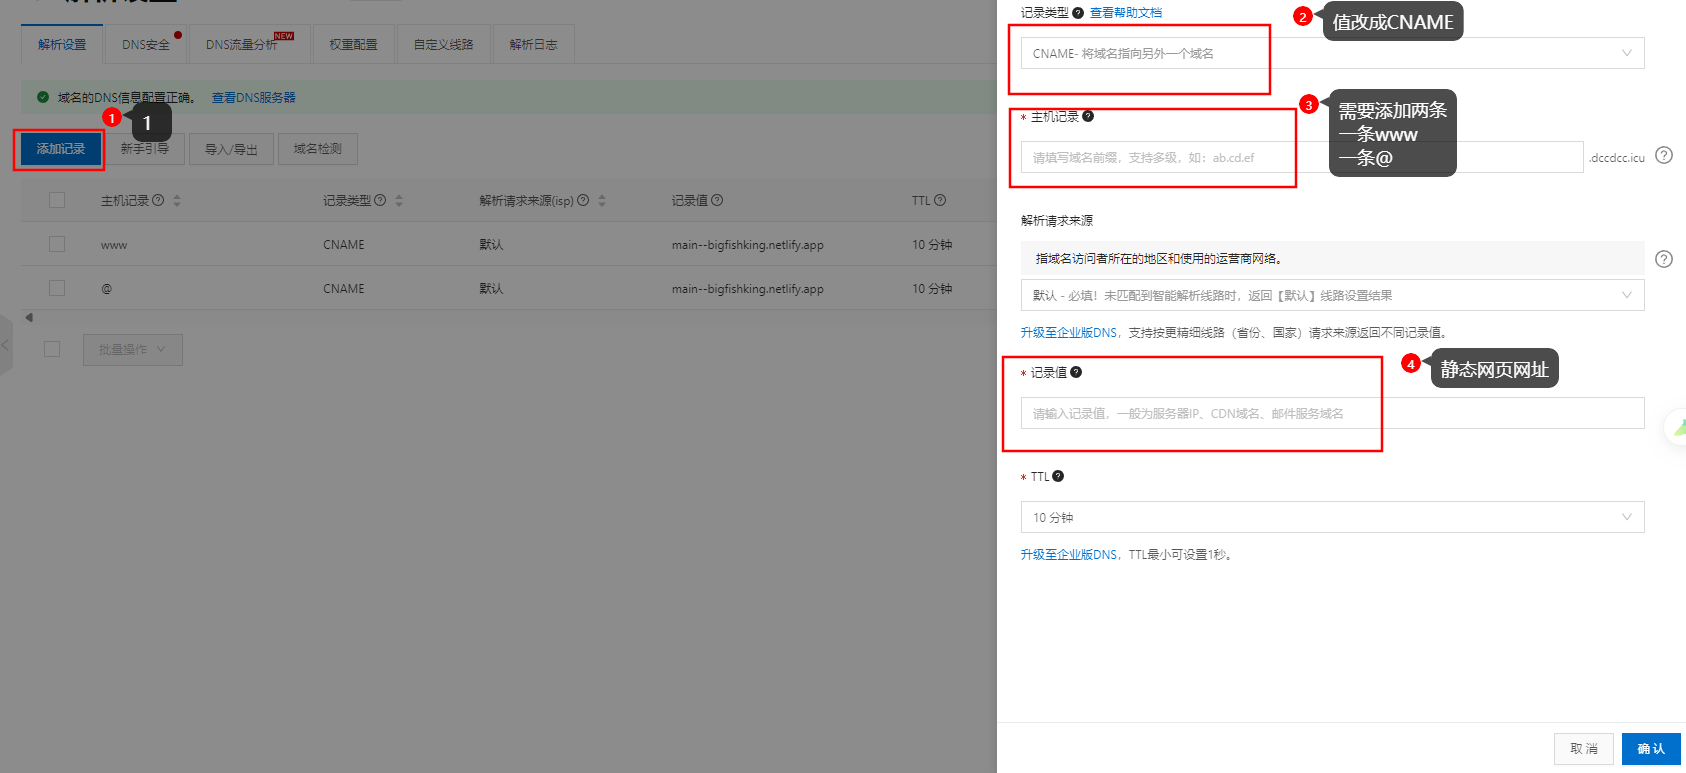 解析设置
DNS安全
DNS流量分析
NEW
权重配置
自定义线路
解析日志
域名的DNS信息配置正确。 查看DNS服务器
1
1
添加记录
新手引导
导入/导出
域名检测
主机记录 记录类型 解析请求来源(isp) 记录值 TTL
www CNAME 默认 main--bigfishking.netlify.app 10 分钟
@ CNAME 默认 main--bigfishking.netlify.app 10 分钟
批量操作
记录类型 查看帮助文档
2
值改成CNAME
CNAME- 将域名指向另外一个域名
* 主机记录
3
需要添加两条
一条www
一条@
请填写域名前缀，支持多级，如：ab.cd.ef
.dccdcc.icu
解析请求来源
指域名访问者所在的地区和使用的运营商网络。
默认 - 必填！未匹配到智能解析线路时，返回【默认】线路设置结果
升级至企业版DNS，支持按更精细线路（省份、国家）请求来源返回不同记录值。
* 记录值
4
静态网页网址
请输入记录值，一般为服务器IP、CDN域名、邮件服务域名
* TTL
10 分钟
升级至企业版DNS，TTL最小可设置1秒。
取 消
确 认